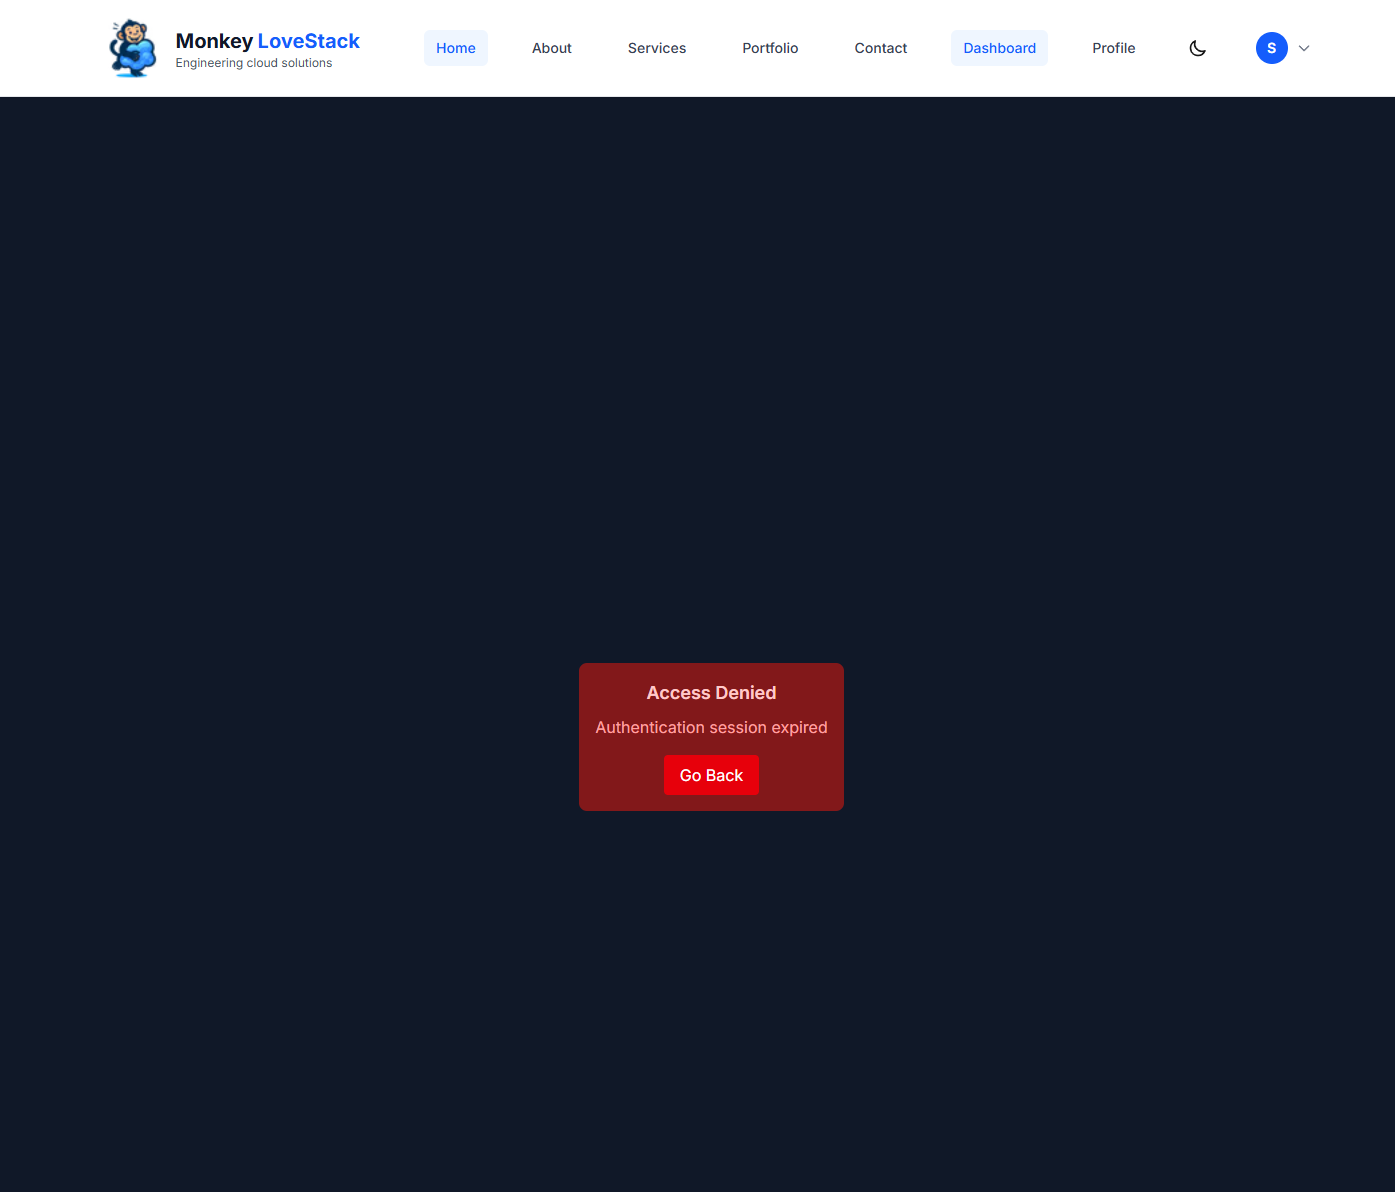 Monkey LoveStack
Engineering cloud solutions
Home
About
Services
Portfolio
Contact
Dashboard
Profile
S
Access Denied
Authentication session expired
Go Back